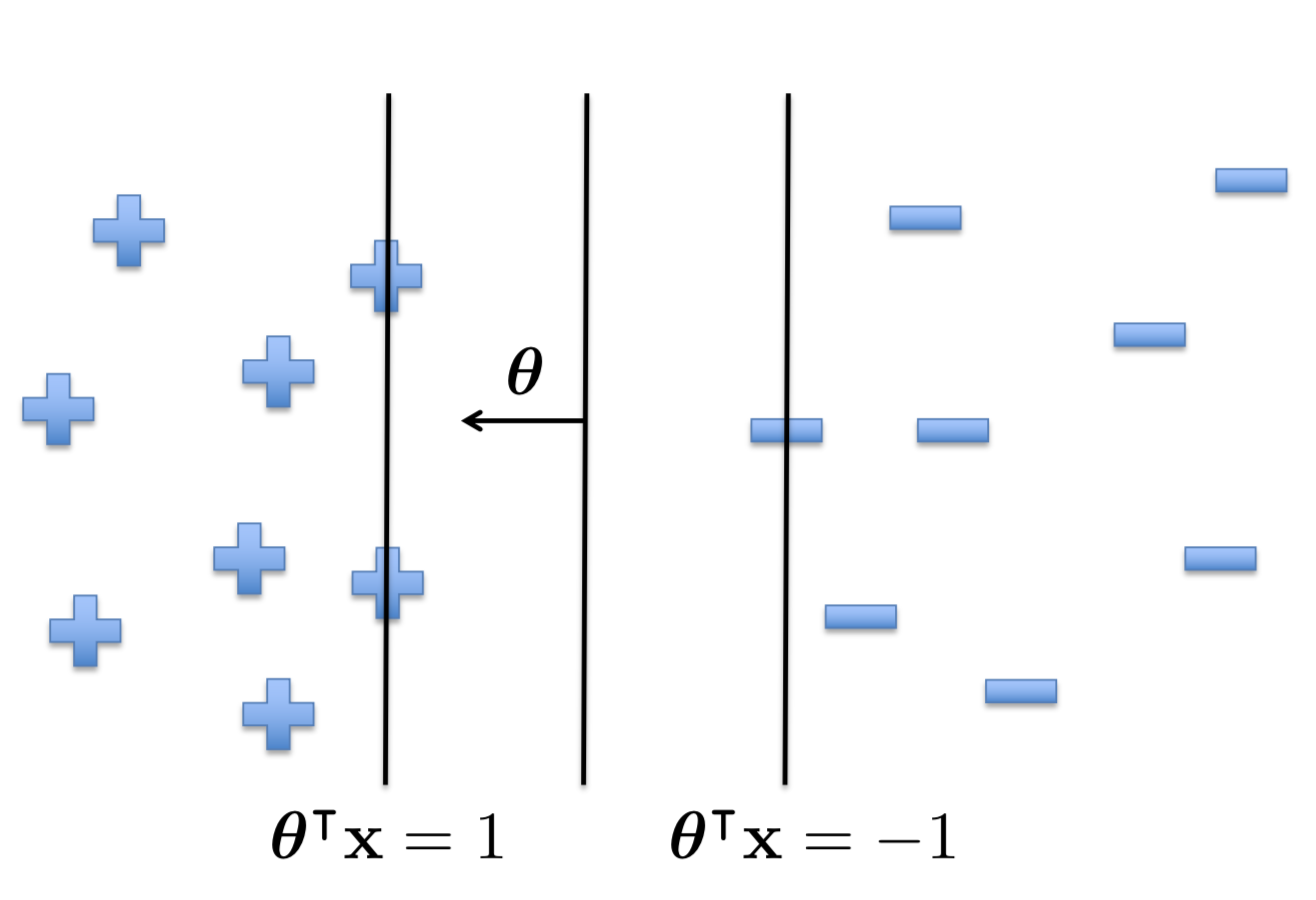 θ
θ⊺x = 1
θ⊺x = −1